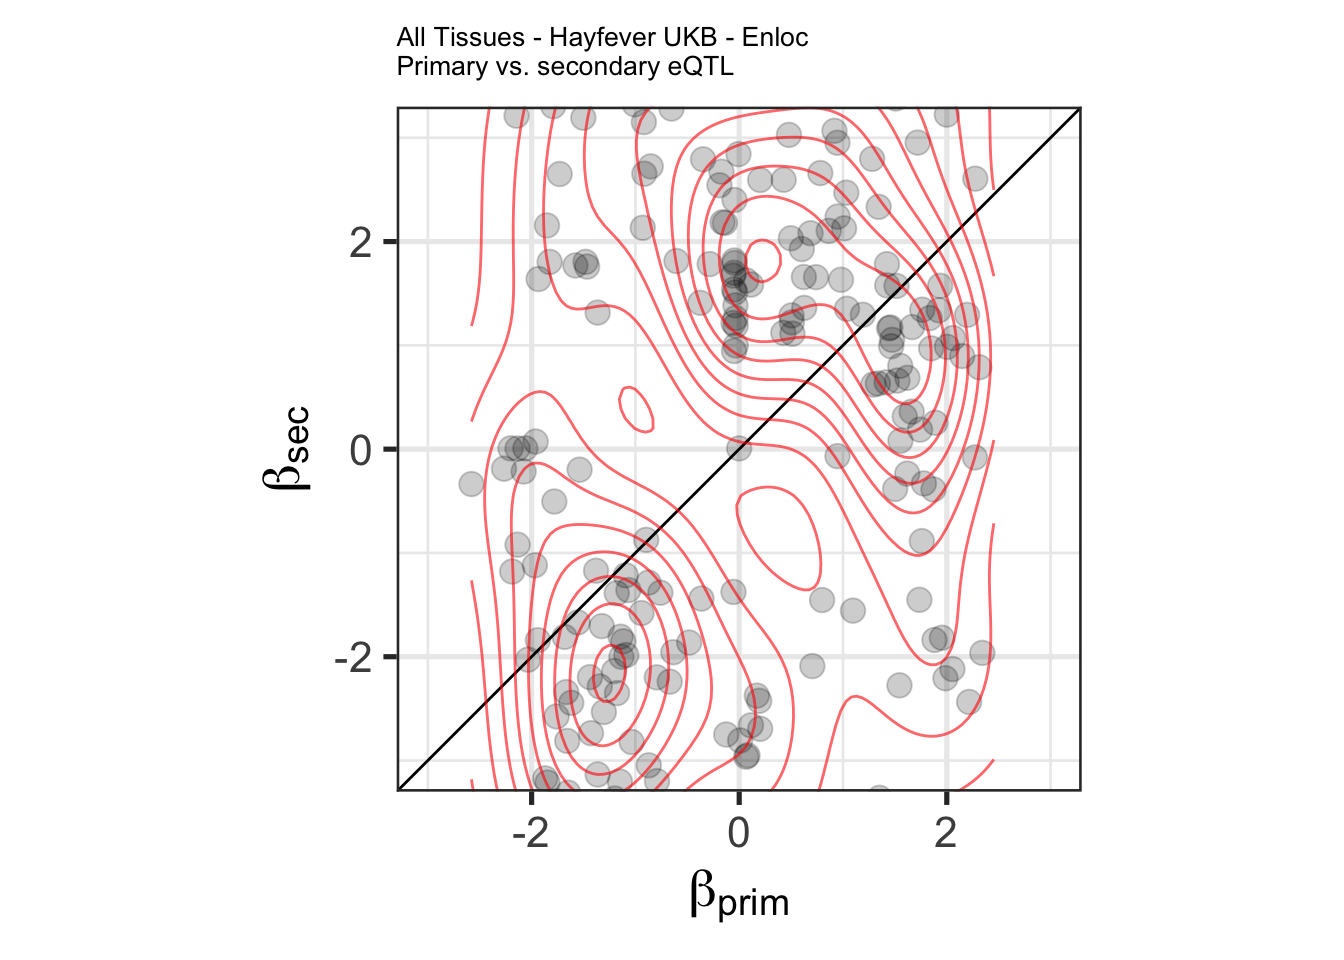 All Tissues - Hayfever UKB - Enloc
Primary vs. secondary eQTL
2
0
-2
βsec
-2 0 2
βprim